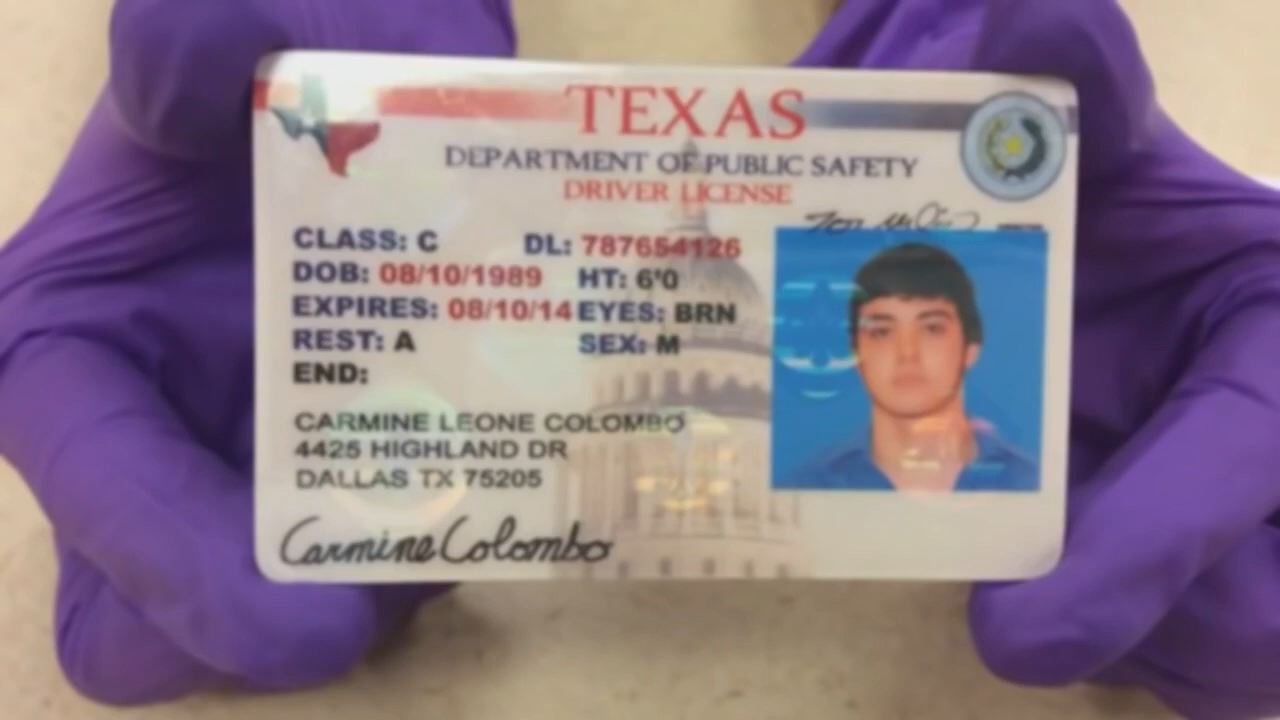 TEXAS
DEPARTMENT OF PUBLIC SAFETY
DRIVER LICENSE
CLASS: C DL: 787654126
DOB: 08/10/1989 HT: 6'0
EXPIRES: 08/10/14 EYES: BRN
REST: A SEX: M
END:
CARMINE LEONE COLOMBO
4425 HIGHLAND DR
DALLAS TX 75205
Carmine Colombo